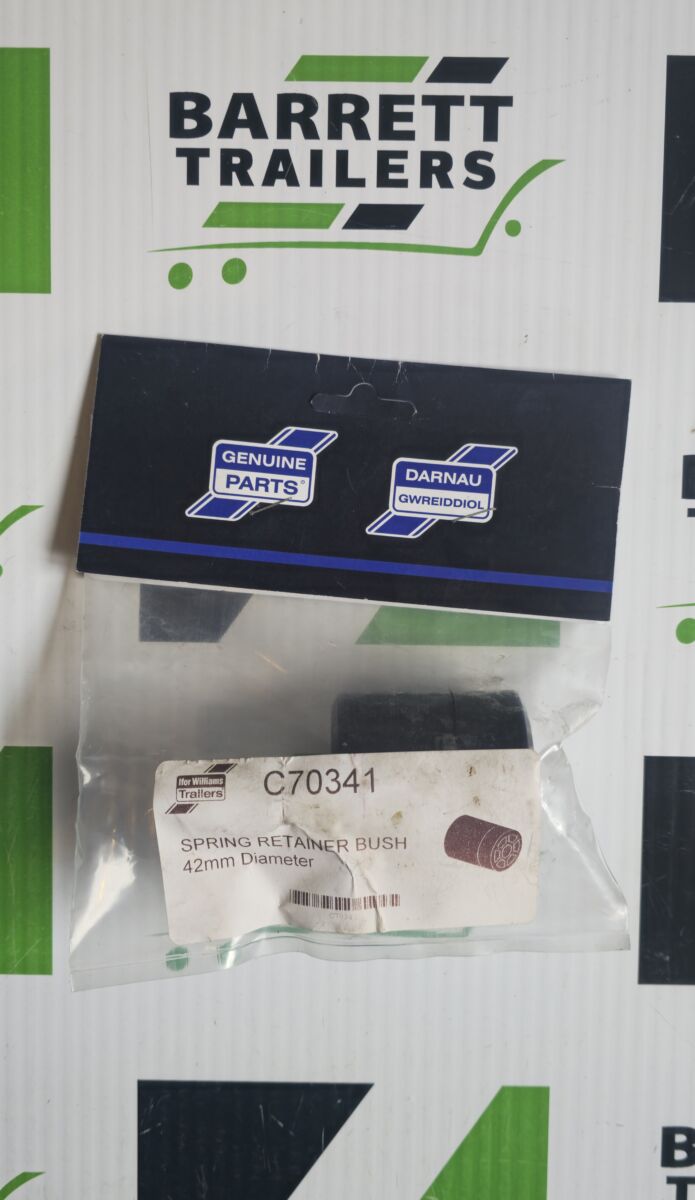 BARRETT
TRAILERS
GENUINE
PARTS
DARNAU
GWREIDDIOL
Ifor Williams
Trailers
C70341
SPRING RETAINER BUSH
42mm Diameter
B